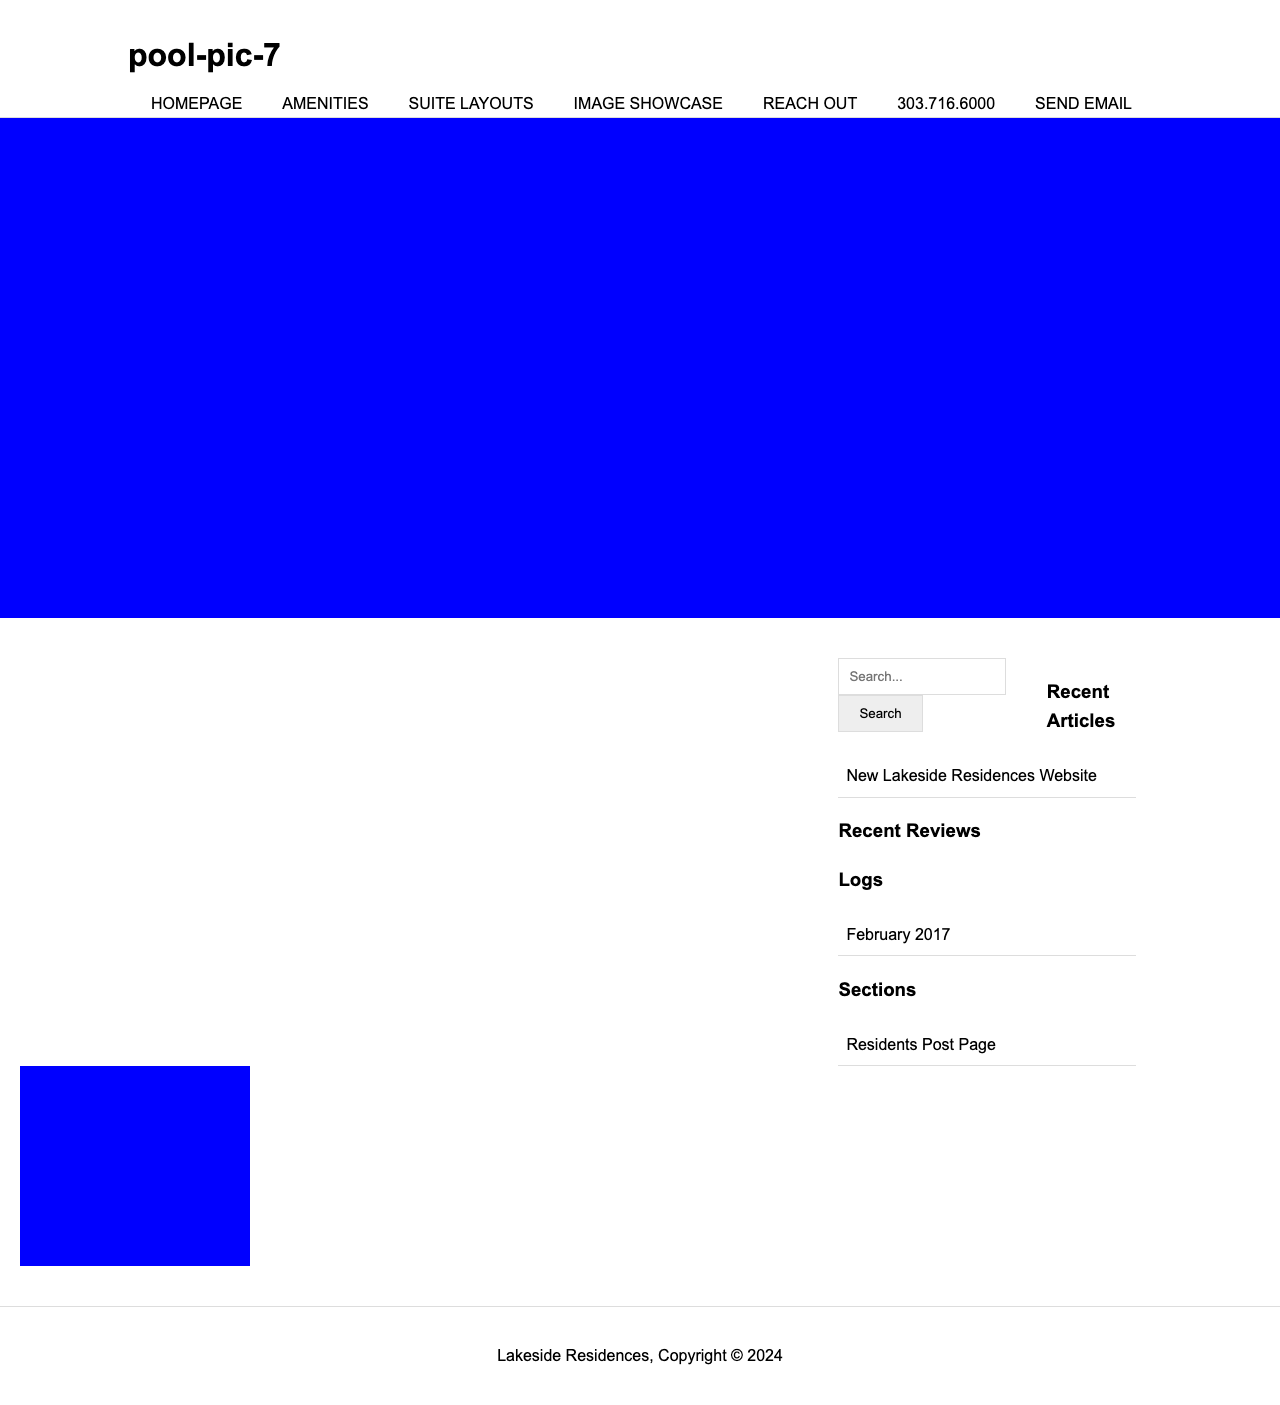 pool-pic-7
HOMEPAGE AMENITIES SUITE LAYOUTS IMAGE SHOWCASE REACH OUT 303.716.6000 SEND EMAIL
Search...
Search
Recent
Articles
New Lakeside Residences Website
Recent Reviews
Logs
February 2017
Sections
Residents Post Page
Lakeside Residences, Copyright © 2024